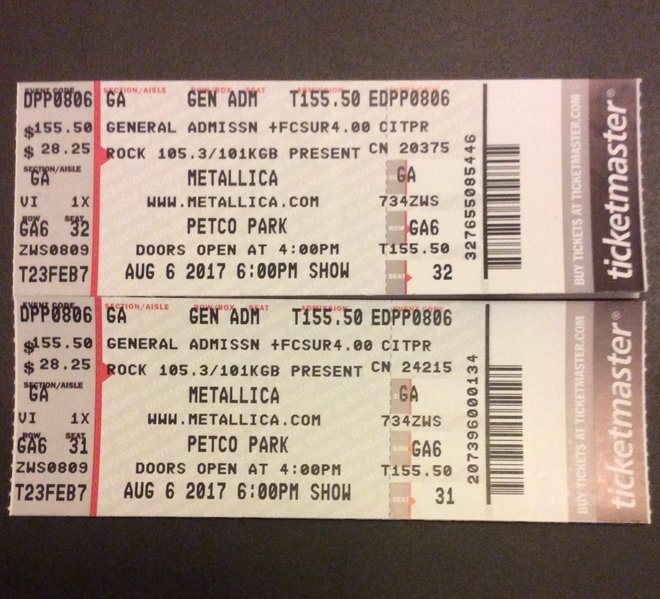 EVENT CODE SECTION/AISLE ROW/BOX SEAT ADMISSION EVENT CODE
DPP0806 GA GEN ADM T155.50 EDPP0806
$155.50 GENERAL ADMISSN +FCSUR4.00 CITPR
$ 28.25 ROCK 105.3/101KGB PRESENT CN 20375
SECTION/AISLE
GA METALLICA GA
VI 1X WWW.METALLICA.COM 734ZWS
ROW SEAT
GA6 32 PETCO PARK ROW GA6
ZWS0809 DOORS OPEN AT 4:00PM T155.50
T23FEB7 AUG 6 2017 6:00PM SHOW SEAT 32
327655085446
BUY TICKETS AT TICKETMASTER.COM
ticketmaster®
EVENT CODE SECTION/AISLE ROW/BOX SEAT ADMISSION EVENT CODE
DPP0806 GA GEN ADM T155.50 EDPP0806
$155.50 GENERAL ADMISSN +FCSUR4.00 CITPR
$ 28.25 ROCK 105.3/101KGB PRESENT CN 24215
SECTION/AISLE
GA METALLICA GA
VI 1X WWW.METALLICA.COM 734ZWS
ROW SEAT
GA6 31 PETCO PARK ROW GA6
ZWS0809 DOORS OPEN AT 4:00PM T155.50
T23FEB7 AUG 6 2017 6:00PM SHOW SEAT 31
207396000134
BUY TICKETS AT TICKETMASTER.COM
ticketmaster®